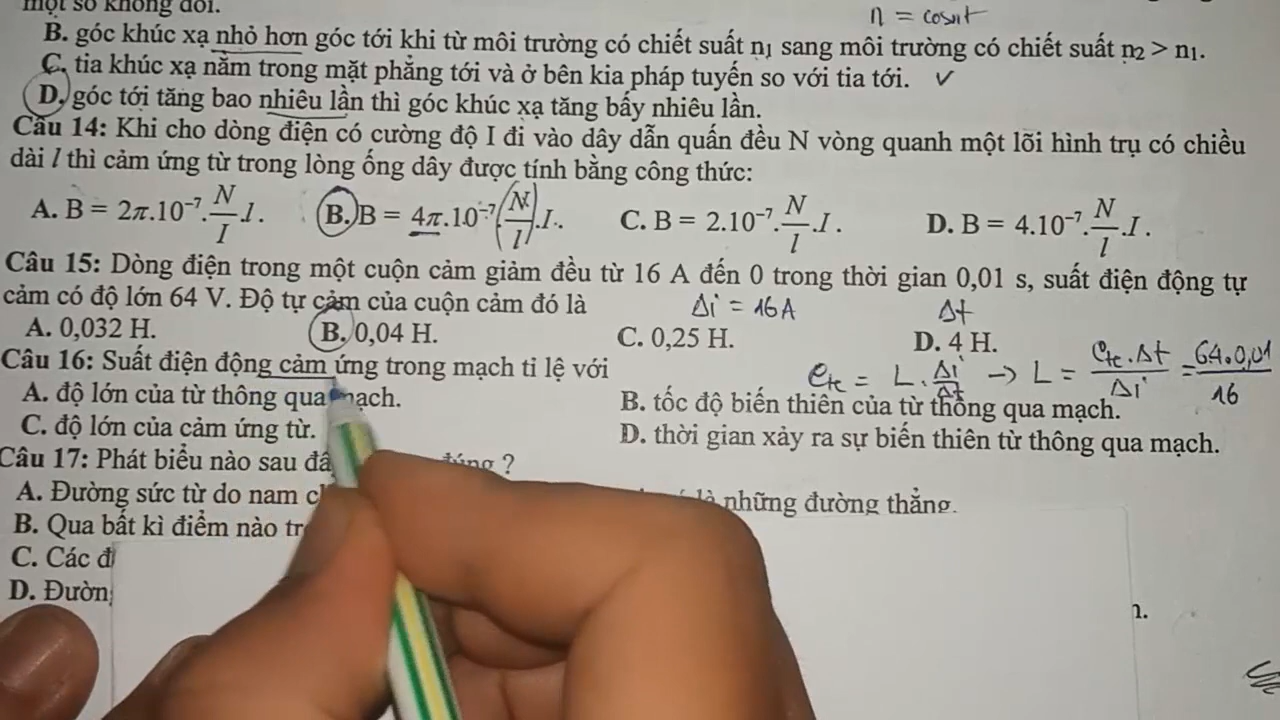 một số không đổi.
n = const
B. góc khúc xạ nhỏ hơn góc tới khi từ môi trường có chiết suất n₁ sang môi trường có chiết suất n₂ > n₁.
C. tia khúc xạ nằm trong mặt phẳng tới và ở bên kia pháp tuyến so với tia tới. ✓
D. góc tới tăng bao nhiêu lần thì góc khúc xạ tăng bấy nhiêu lần.
Câu 14: Khi cho dòng điện có cường độ I đi vào dây dẫn quấn đều N vòng quanh một lõi hình trụ có chiều
dài l thì cảm ứng từ trong lòng ống dây được tính bằng công thức:
A. B = 2π.10⁻⁷.N/I.l. B. B = 4π.10⁻⁷.(N/l).I. C. B = 2.10⁻⁷.N/l.I. D. B = 4.10⁻⁷.N/l.I.
Câu 15: Dòng điện trong một cuộn cảm giảm đều từ 16 A đến 0 trong thời gian 0,01 s, suất điện động tự
cảm có độ lớn 64 V. Độ tự cảm của cuộn cảm đó là Δi = 16A Δt
A. 0,032 H. B. 0,04 H. C. 0,25 H. D. 4 H.
e_tc = L.Δi/Δt → L = e_tc.Δt/Δi = 64.0,01/16
Câu 16: Suất điện động cảm ứng trong mạch tỉ lệ với
A. độ lớn của từ thông qua mạch. B. tốc độ biến thiên của từ thông qua mạch.
C. độ lớn của cảm ứng từ. D. thời gian xảy ra sự biến thiên từ thông qua mạch.
Câu 17: Phát biểu nào sau đâ đúng ?
A. Đường sức từ do nam c là những đường thẳng.
B. Qua bất kì điểm nào tr
C. Các đ
D. Đườn